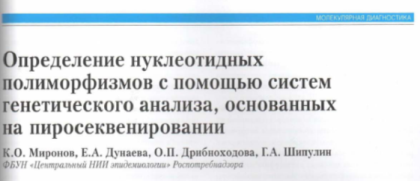 МОЛЕКУЛЯРНАЯ ДИАГНОСТИКА
Определение нуклеотидных
полиморфизмов с помощью систем
генетического анализа, основанных
на пиросеквенировании
К.О. Миронов, Е.А. Дунаева, О.П. Дрибноходова, Г.А. Шипулин
ФБУН «Центральный НИИ эпидемиологии» Роспотребнадзора